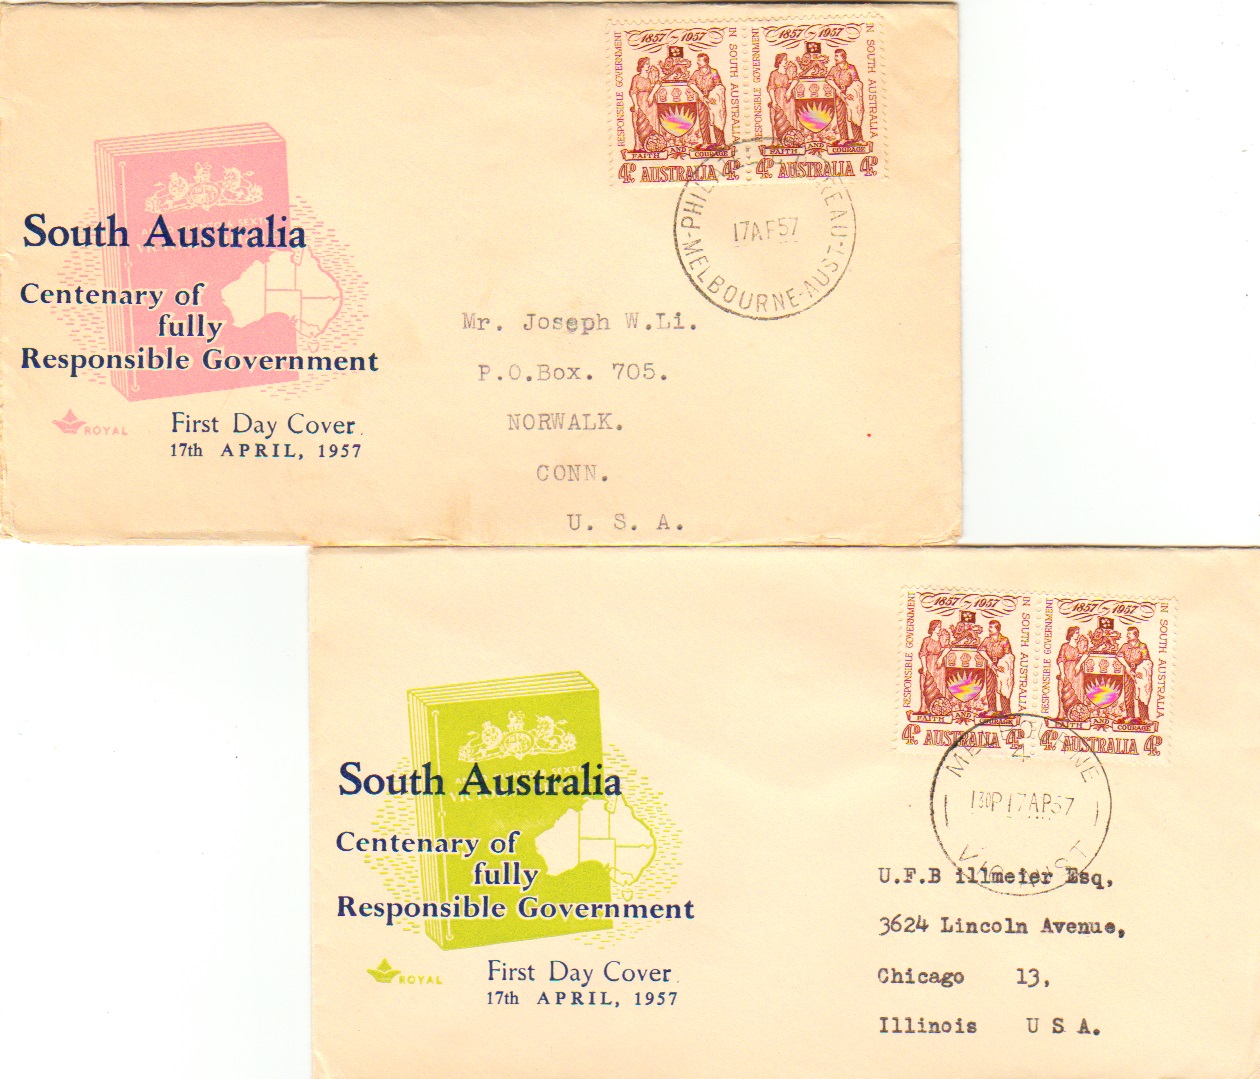 1857 ~ 1957
1857 ~ 1957
RESPONSIBLE GOVERNMENT
IN SOUTH AUSTRALIA
RESPONSIBLE GOVERNMENT
IN SOUTH AUSTRALIA
FAITH AND COURAGE
FAITH AND COURAGE
4D. AUSTRALIA 4D.
4D. AUSTRALIA 4D.
17AP57
MELBOURNE-AUST
South Australia
Centenary of
fully
Responsible Government
ROYAL
First Day Cover.
17th APRIL, 1957
Mr. Joseph W.Li.
P.O.Box. 705.
NORWALK.
CONN.
U. S. A.
1857 ~ 1957
1857 ~ 1957
RESPONSIBLE GOVERNMENT
IN SOUTH AUSTRALIA
RESPONSIBLE GOVERNMENT
IN SOUTH AUSTRALIA
FAITH AND COURAGE
FAITH AND COURAGE
4D. AUSTRALIA 4D.
4D. AUSTRALIA 4D.
130P 17AP57
South Australia
Centenary of
fully
Responsible Government
ROYAL
First Day Cover.
17th APRIL, 1957
U.F.B illmeier Esq,
3624 Lincoln Avenue,
Chicago 13,
Illinois U S A.